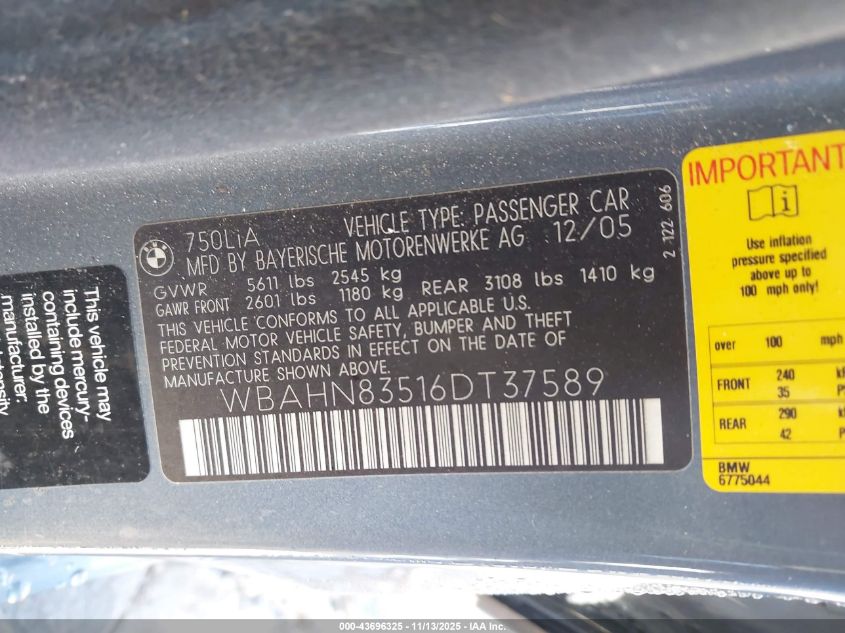 BMW
750LiA
VEHICLE TYPE: PASSENGER CAR
MFD BY BAYERISCHE MOTORENWERKE AG 12/05
GVWR 5611 lbs 2545 kg
GAWR FRONT 2601 lbs 1180 kg REAR 3108 lbs 1410 kg
THIS VEHICLE CONFORMS TO ALL APPLICABLE U.S.
FEDERAL MOTOR VEHICLE SAFETY, BUMPER AND THEFT
PREVENTION STANDARDS IN EFFECT ON THE DATE OF
MANUFACTURE SHOWN ABOVE.
WBAHN83516DT37589
2 122 606
This vehicle may
include mercury-
containing devices
installed by the
manufacturer.
IMPORTANT
i
Use inflation
pressure specified
above up to
100 mph only!
over 100 mph
FRONT 240
35
REAR 290
42
BMW
6775044
000-43696325 - 11/13/2025 - IAA Inc.